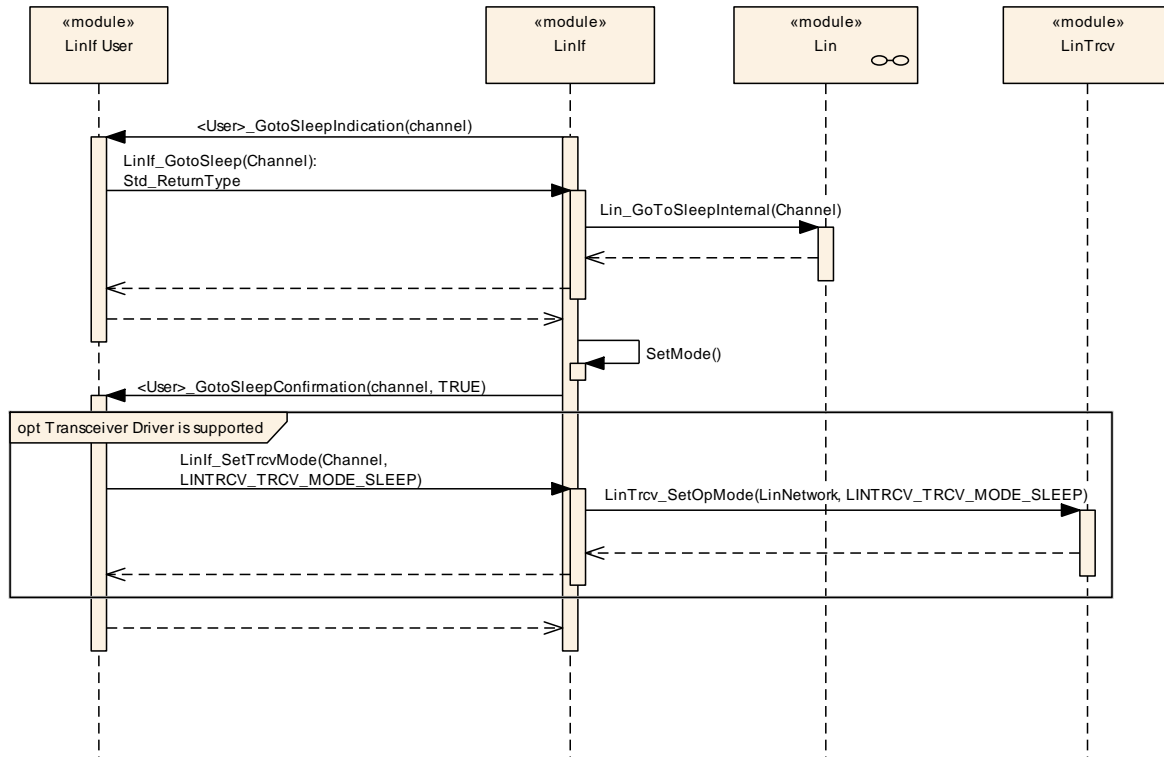 «module»
LinIf User
«module»
LinIf
«module»
Lin
«module»
LinTrcv
<User>_GotoSleepIndication(channel)
LinIf_GotoSleep(Channel):
Std_ReturnType
Lin_GoToSleepInternal(Channel)
SetMode()
<User>_GotoSleepConfirmation(channel, TRUE)
opt Transceiver Driver is supported
LinIf_SetTrcvMode(Channel,
LINTRCV_TRCV_MODE_SLEEP)
LinTrcv_SetOpMode(LinNetwork, LINTRCV_TRCV_MODE_SLEEP)